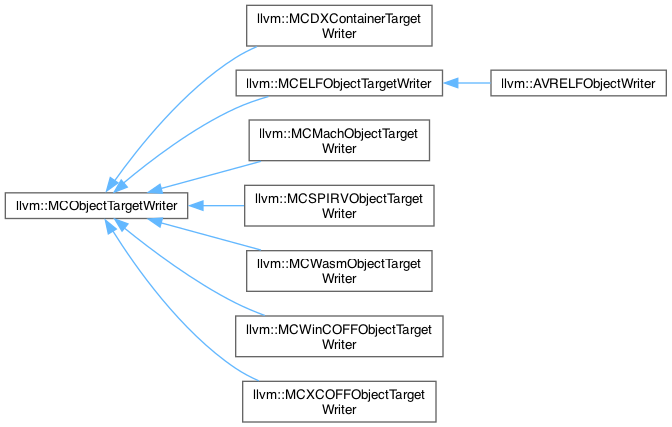 llvm::MCDXContainerTarget
Writer
llvm::MCELFObjectTargetWriter
llvm::AVRELFObjectWriter
llvm::MCMachObjectTarget
Writer
llvm::MCObjectTargetWriter
llvm::MCSPIRVObjectTarget
Writer
llvm::MCWasmObjectTarget
Writer
llvm::MCWinCOFFObjectTarget
Writer
llvm::MCXCOFFObjectTarget
Writer